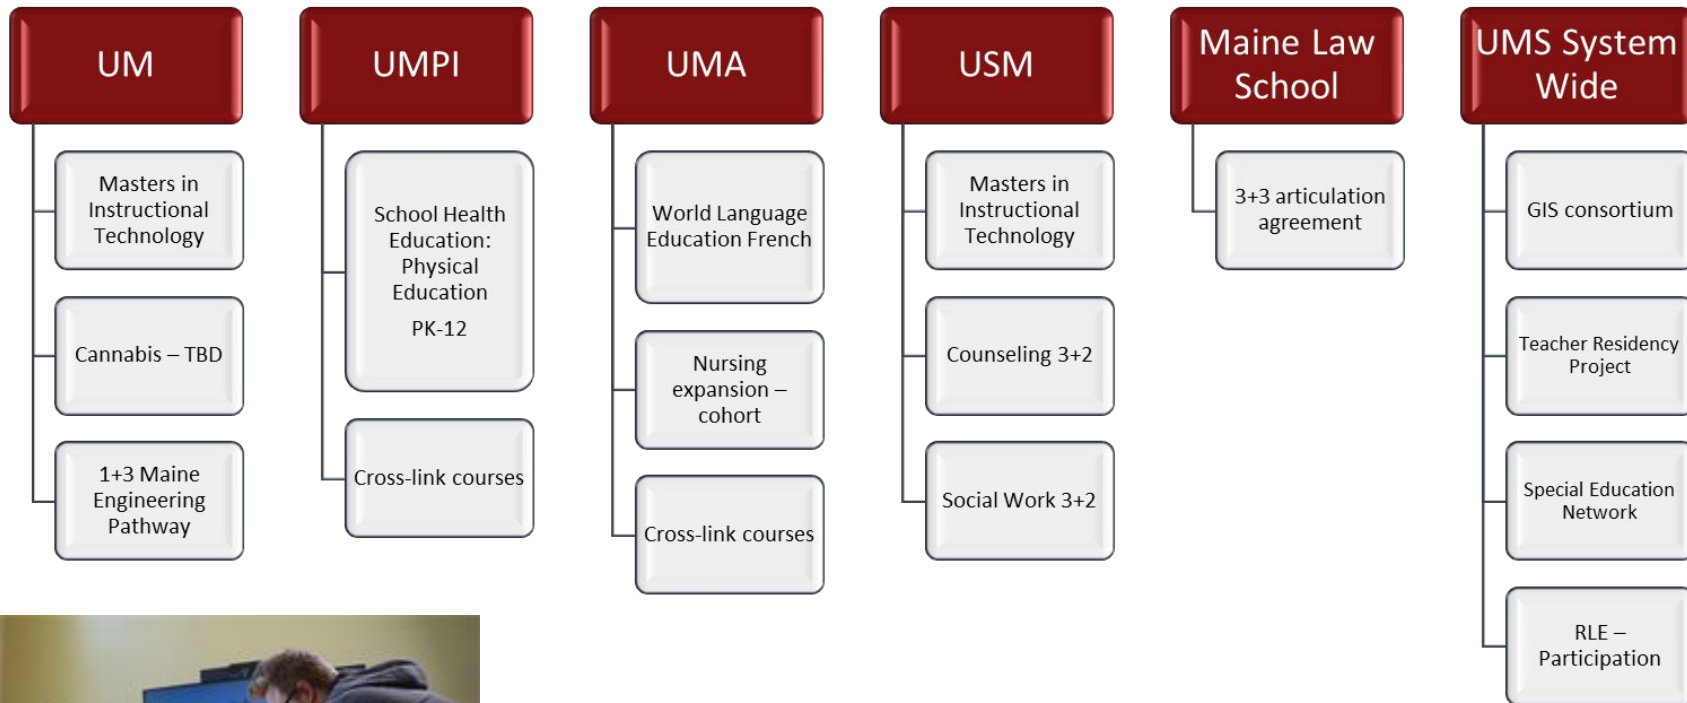 UM
Masters in
Instructional
Technology
Cannabis – TBD
1+3 Maine
Engineering
Pathway
UMPI
School Health
Education:
Physical
Education
PK-12
Cross-link courses
UMA
World Language
Education French
Nursing
expansion –
cohort
Cross-link courses
USM
Masters in
Instructional
Technology
Counseling 3+2
Social Work 3+2
Maine Law
School
3+3 articulation
agreement
UMS System
Wide
GIS consortium
Teacher Residency
Project
Special Education
Network
RLE –
Participation